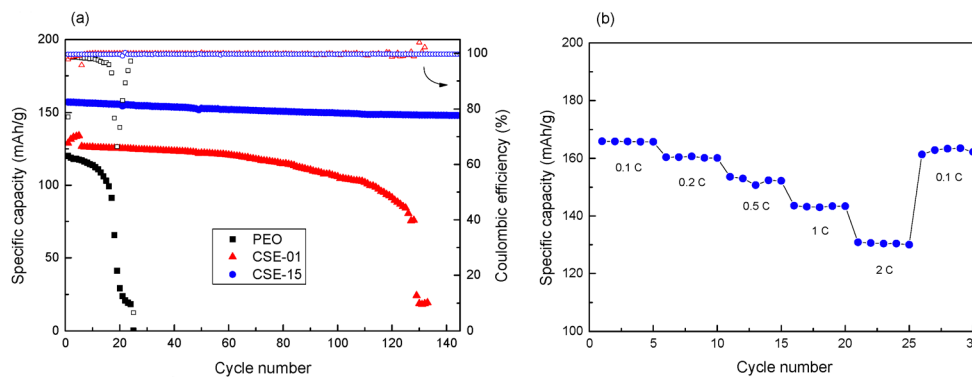 (a)
200
150
100
50
0
0
20
40
60
80
100
120
140
100
80
60
40
20
0
Specific capacity (mAh/g)
Coulombic efficiency (%)
Cycle number
PEO
CSE-01
CSE-15
(b)
200
180
160
140
120
100
0
5
10
15
20
25
Specific capacity (mAh/g)
Cycle number
0.1 C
0.2 C
0.5 C
1 C
2 C
0.1 C